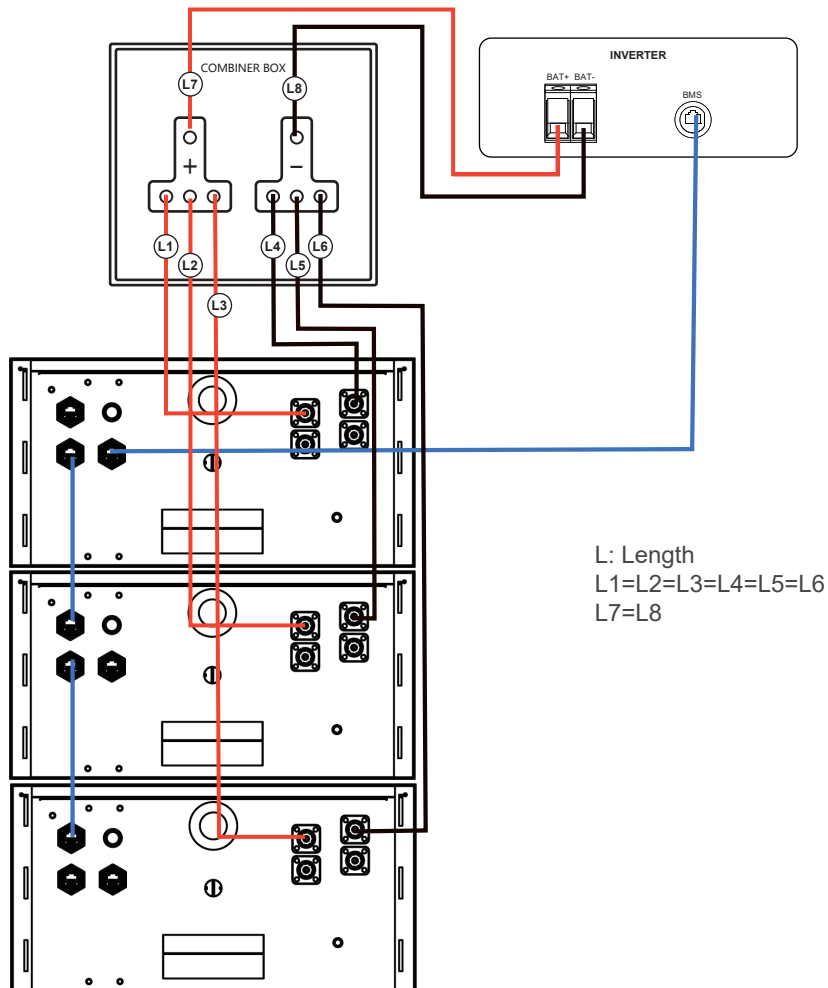 COMBINER BOX
INVERTER
BAT+ BAT-
BMS
L7
L8
+
−
L1
L2
L3
L4
L5
L6
L: Length
L1=L2=L3=L4=L5=L6
L7=L8